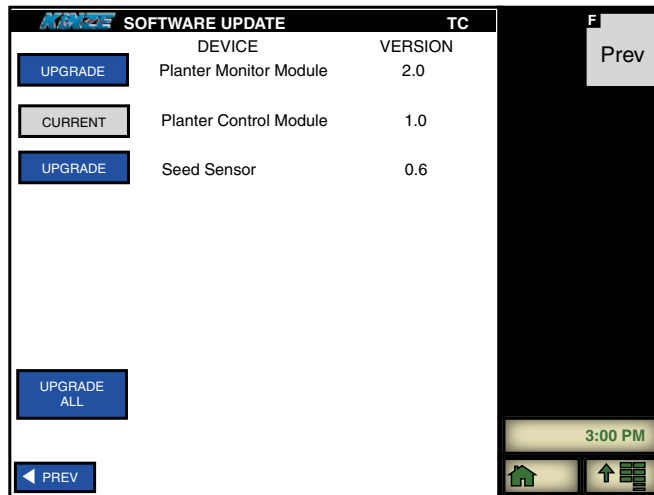 KINZE SOFTWARE UPDATE TC
F
Prev
DEVICE VERSION
UPGRADE Planter Monitor Module 2.0
CURRENT Planter Control Module 1.0
UPGRADE Seed Sensor 0.6
UPGRADE
ALL
3:00 PM
PREV